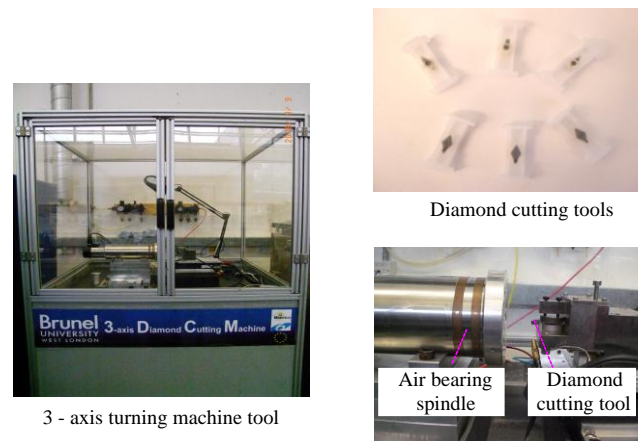 Diamond cutting tools
Brunel
UNIVERSITY
WEST LONDON
3-axis Diamond Cutting Machine
Air bearing
spindle
Diamond
cutting tool
3 - axis turning machine tool